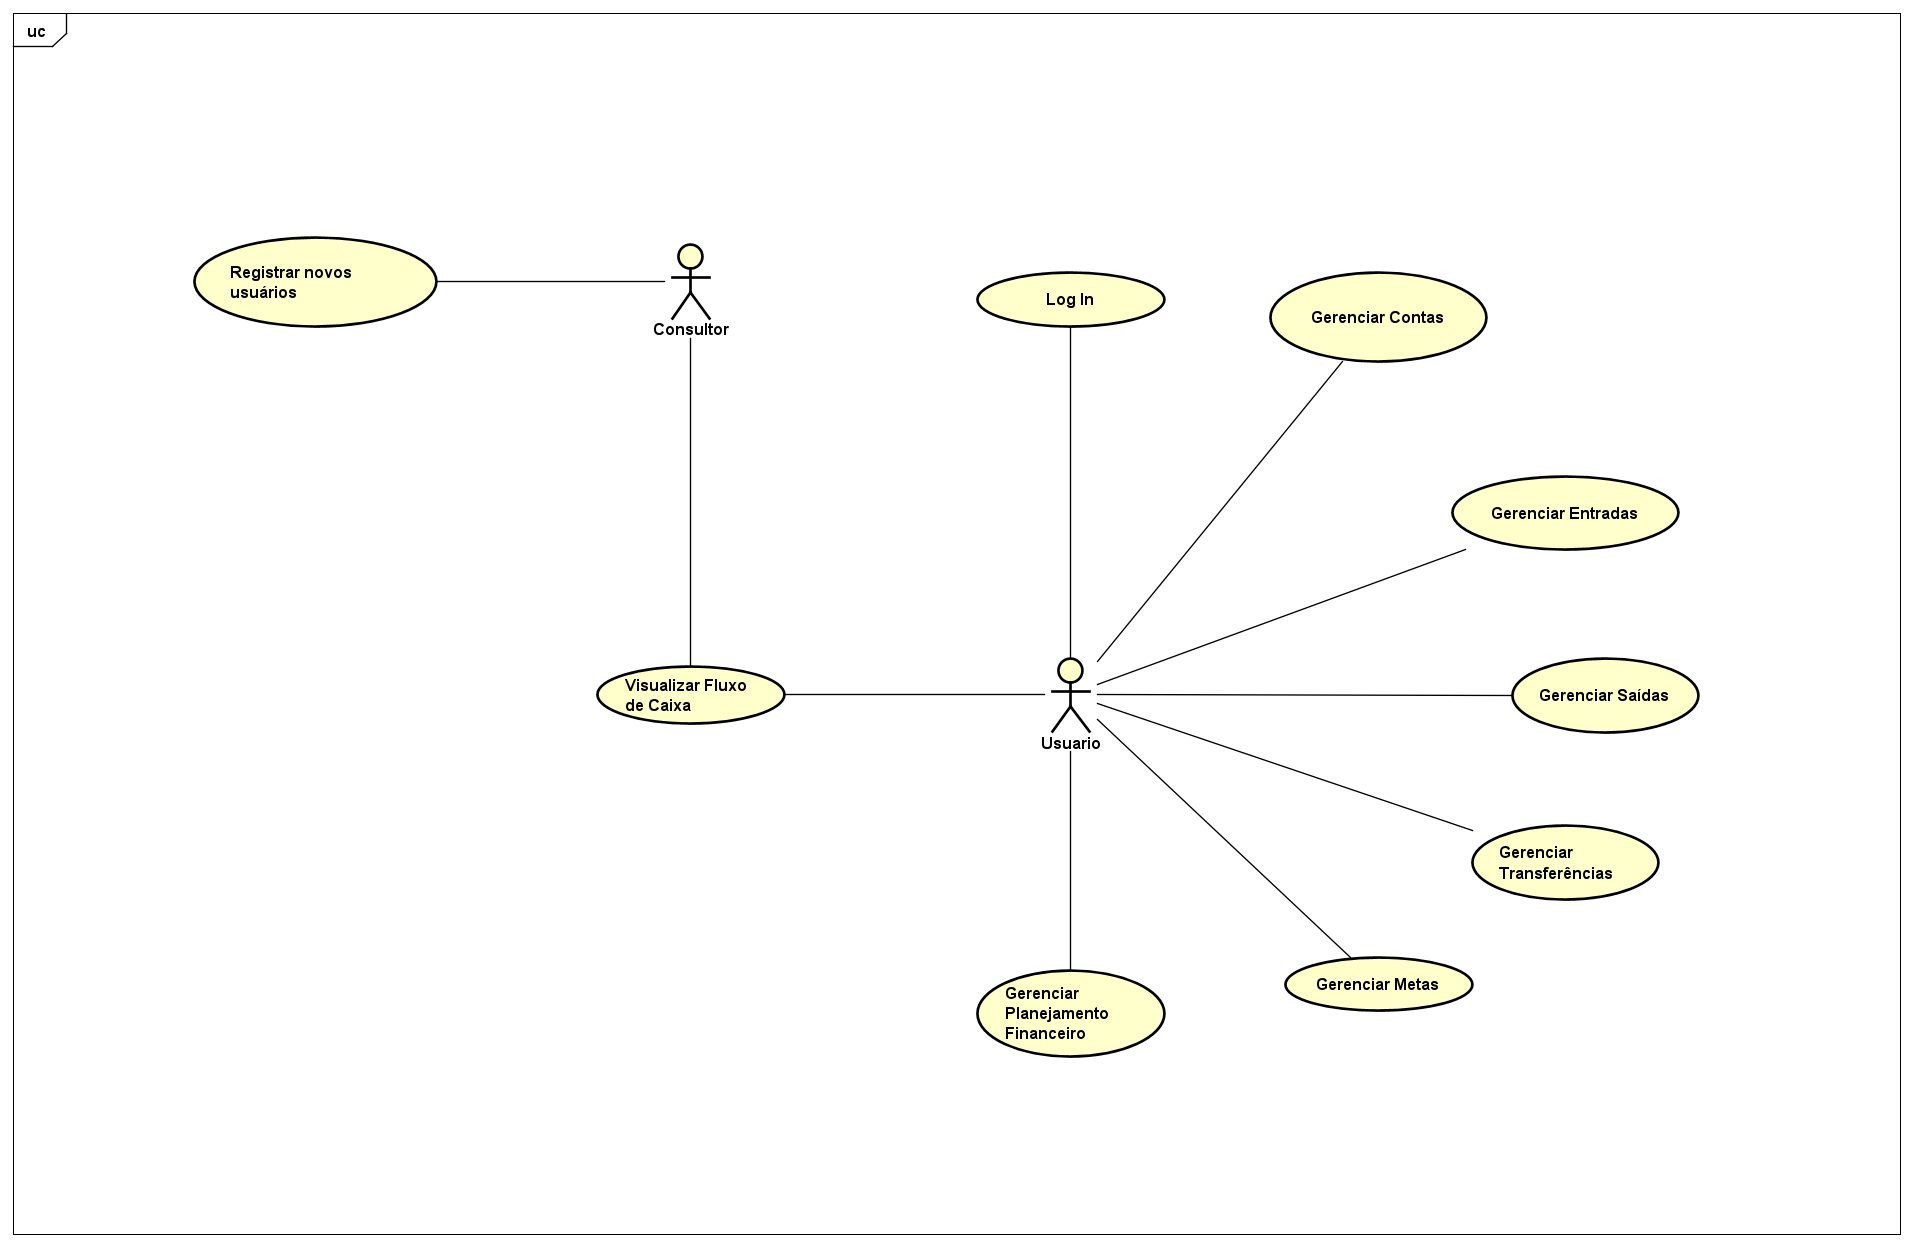 uc
Registrar novos
usuários
Consultor
Log In
Gerenciar Contas
Gerenciar Entradas
Visualizar Fluxo
de Caixa
Usuario
Gerenciar Saídas
Gerenciar
Transferências
Gerenciar Metas
Gerenciar
Planejamento
Financeiro